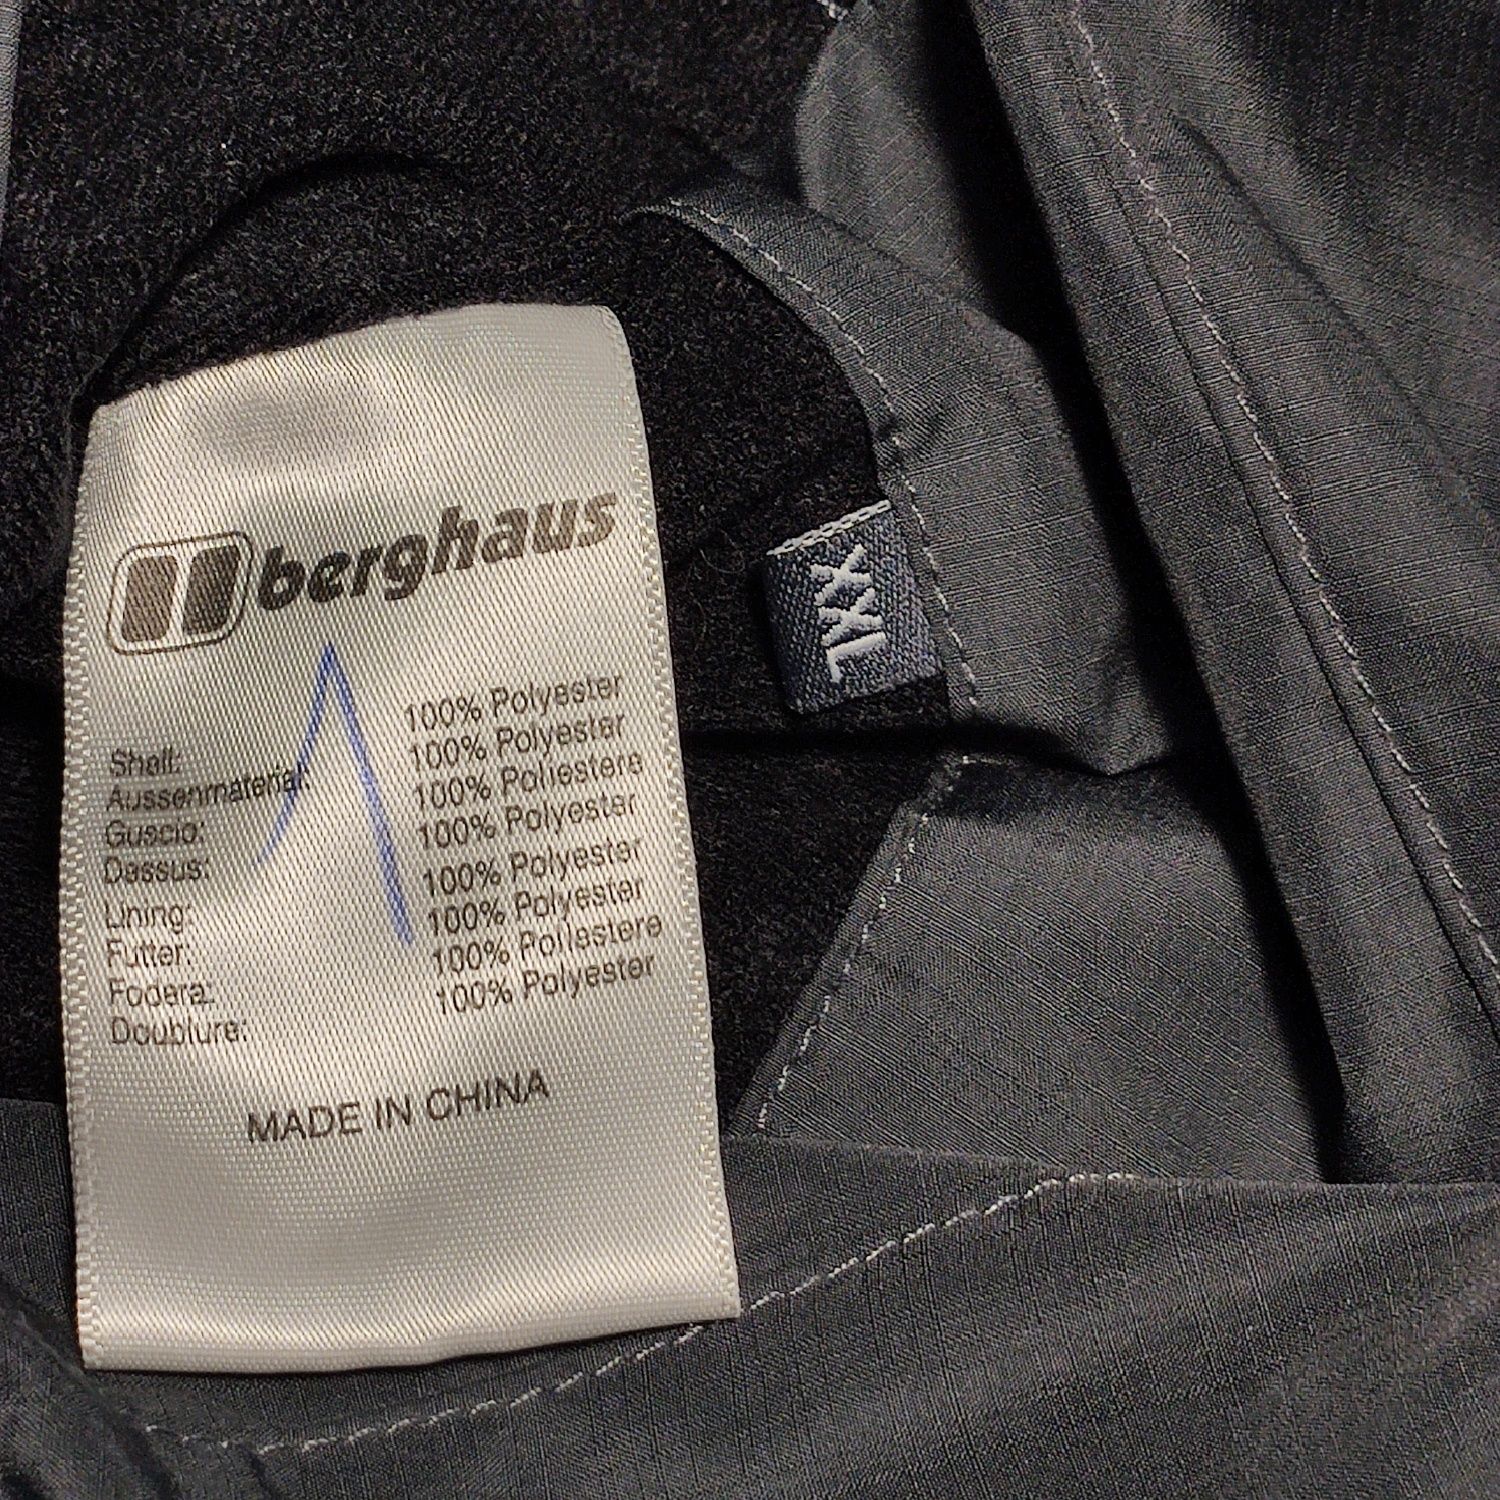 berghaus
Shell: 100% Polyester
Aussenmaterial 100% Polyester
Guscio: 100% Poliestere
Dessus: 100% Polyester
Lining: 100% Polyester
Futter: 100% Polyester
Fodera: 100% Poliestere
Doublure: 100% Polyester
MADE IN CHINA
XXL